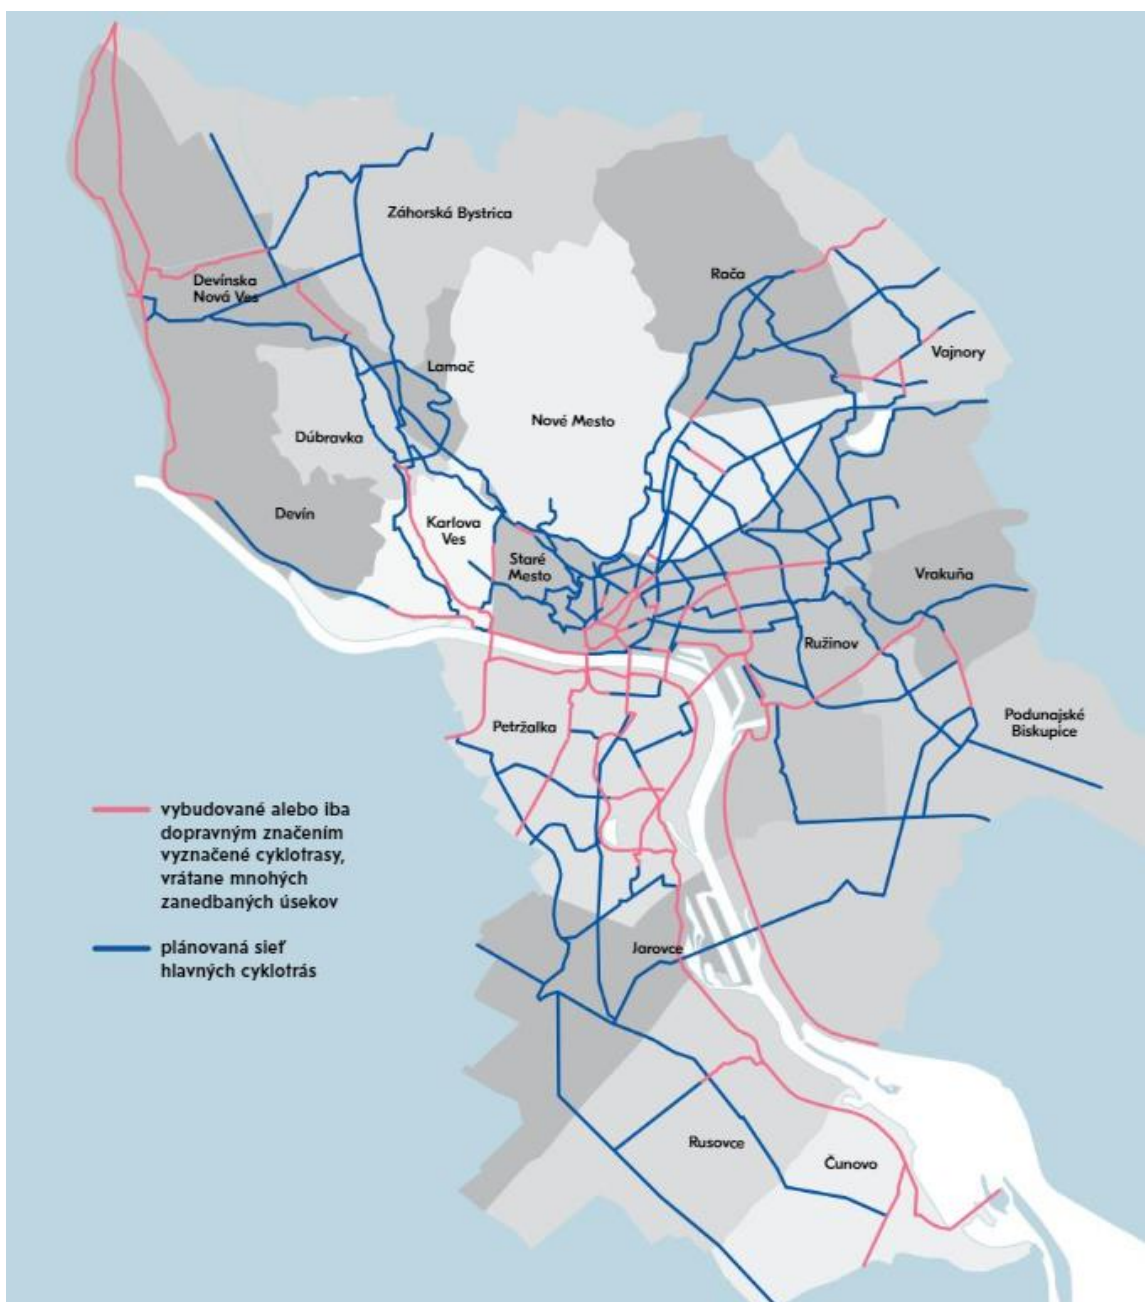 Záhorská Bystrica
Rača
Devínska
Nová Ves
Vajnory
Lamač
Nové Mesto
Dúbravka
Devín
Karlova
Ves
Staré
Mesto
Vrakuňa
Ružinov
Podunajské
Biskupice
Petržalka
vybudované alebo iba
dopravným značením
vyznačené cyklotrasy,
vrátane mnohých
zanedbaných úsekov
plánovaná sieť
hlavných cyklotrás
Jarovce
Rusovce
Čunovo